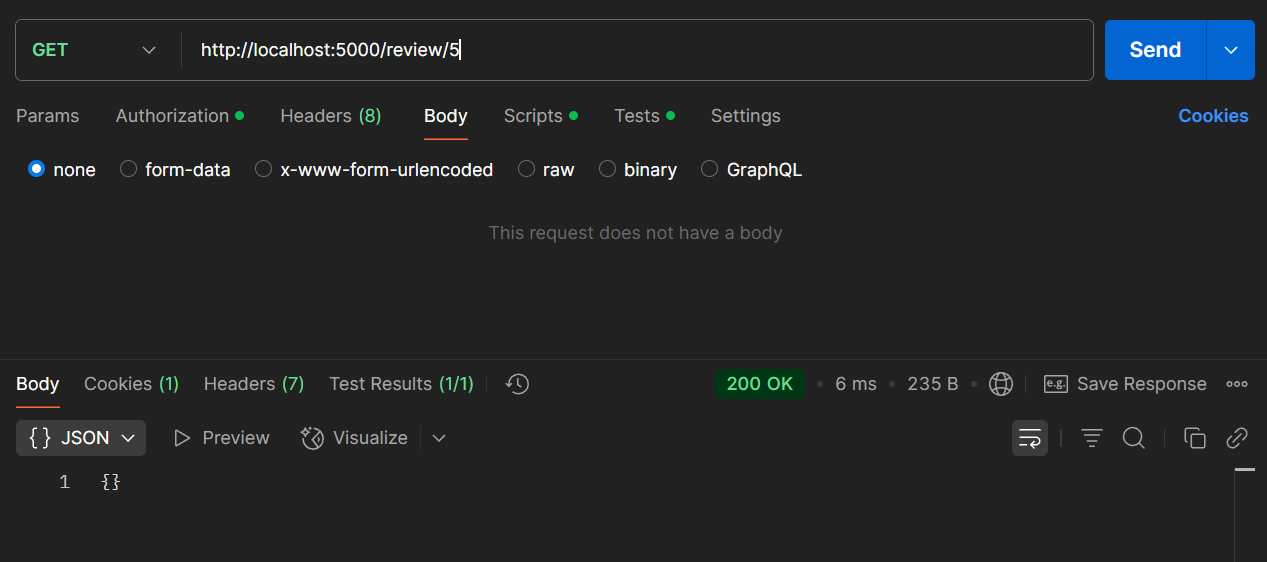 GET http://localhost:5000/review/5 Send
Params Authorization Headers (8) Body Scripts Tests Settings Cookies
none form-data x-www-form-urlencoded raw binary GraphQL
This request does not have a body
Body Cookies (1) Headers (7) Test Results (1/1) 200 OK 6 ms 235 B e.g. Save Response
{} JSON Preview Visualize
1 {}